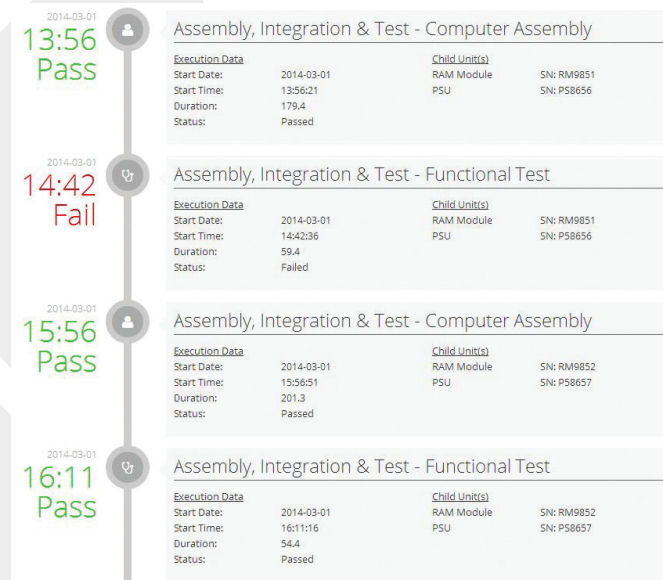 2014-03-01
13:56
Pass
Assembly, Integration & Test - Computer Assembly
Execution Data Child Unit(s)
Start Date: 2014-03-01 RAM Module SN: RM9851
Start Time: 13:56:21 PSU SN: PS8656
Duration: 179.4
Status: Passed
2014-03-01
14:42
Fail
Assembly, Integration & Test - Functional Test
Execution Data Child Unit(s)
Start Date: 2014-03-01 RAM Module SN: RM9851
Start Time: 14:42:36 PSU SN: P58656
Duration: 59.4
Status: Failed
2014-03-01
15:56
Pass
Assembly, Integration & Test - Computer Assembly
Execution Data Child Unit(s)
Start Date: 2014-03-01 RAM Module SN: RM9852
Start Time: 15:56:51 PSU SN: P58657
Duration: 201.3
Status: Passed
2014-03-01
16:11
Pass
Assembly, Integration & Test - Functional Test
Execution Data Child Unit(s)
Start Date: 2014-03-01 RAM Module SN: RM9852
Start Time: 16:11:16 PSU SN: PS8657
Duration: 54.4
Status: Passed